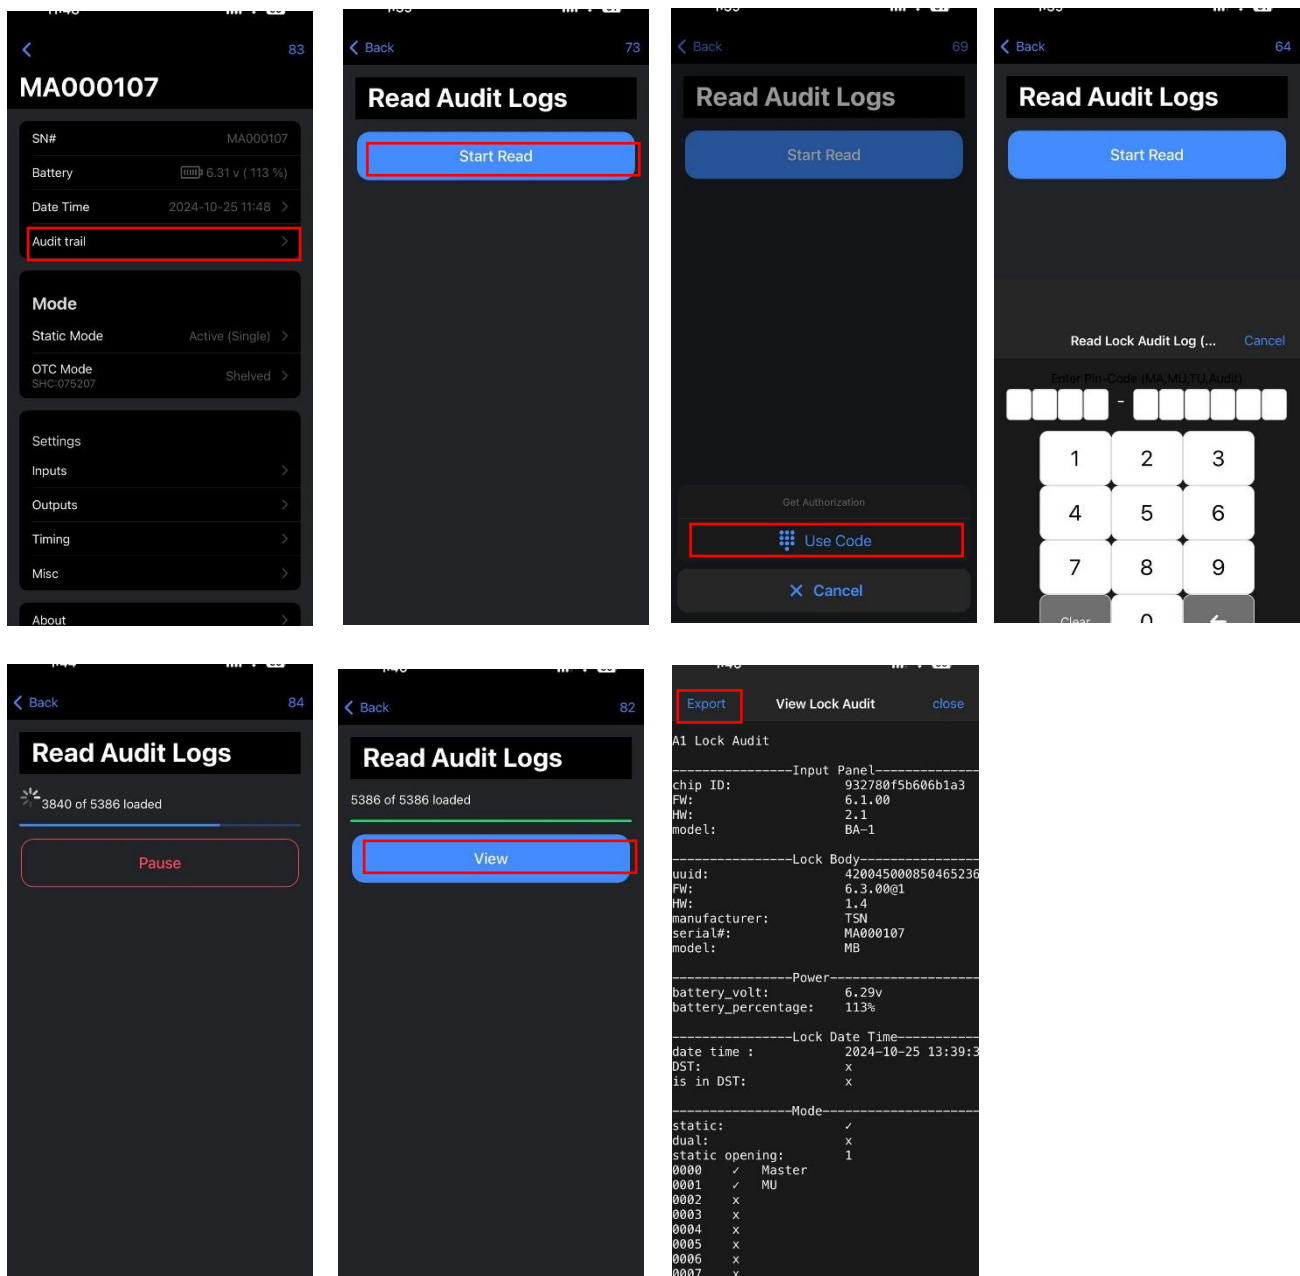 83
MA000107
SN# MA000107
Battery 6.31 v ( 113 %)
Date Time 2024-10-25 11:48
Audit trail
Mode
Static Mode Active (Single)
OTC Mode Shelved
SHC:075207
Settings
Inputs
Outputs
Timing
Misc
About
Back 73
Read Audit Logs
Start Read
Back 69
Read Audit Logs
Start Read
Get Authorization
Use Code
Cancel
Back 64
Read Audit Logs
Start Read
Read Lock Audit Log (... Cancel
Enter Pin-Code (MA,MU,TU,Audit)
-
1 2 3
4 5 6
7 8 9
Clear 0
Back 84
Read Audit Logs
3840 of 5386 loaded
Pause
Back 82
Read Audit Logs
5386 of 5386 loaded
View
Export View Lock Audit close
A1 Lock Audit
----------------Input Panel--------------
chip ID: 932780f5b606b1a3
FW: 6.1.00
HW: 2.1
model: BA-1
----------------Lock Body----------------
uuid: 420045000850465236
FW: 6.3.00@1
HW: 1.4
manufacturer: TSN
serial#: MA000107
model: MB
----------------Power--------------------
battery_volt: 6.29v
battery_percentage: 113%
----------------Lock Date Time-----------
date time : 2024-10-25 13:39:3
DST: x
is in DST: x
----------------Mode---------------------
static: ✓
dual: x
static opening: 1
0000 ✓ Master
0001 ✓ MU
0002 x
0003 x
0004 x
0005 x
0006 x
0007 x